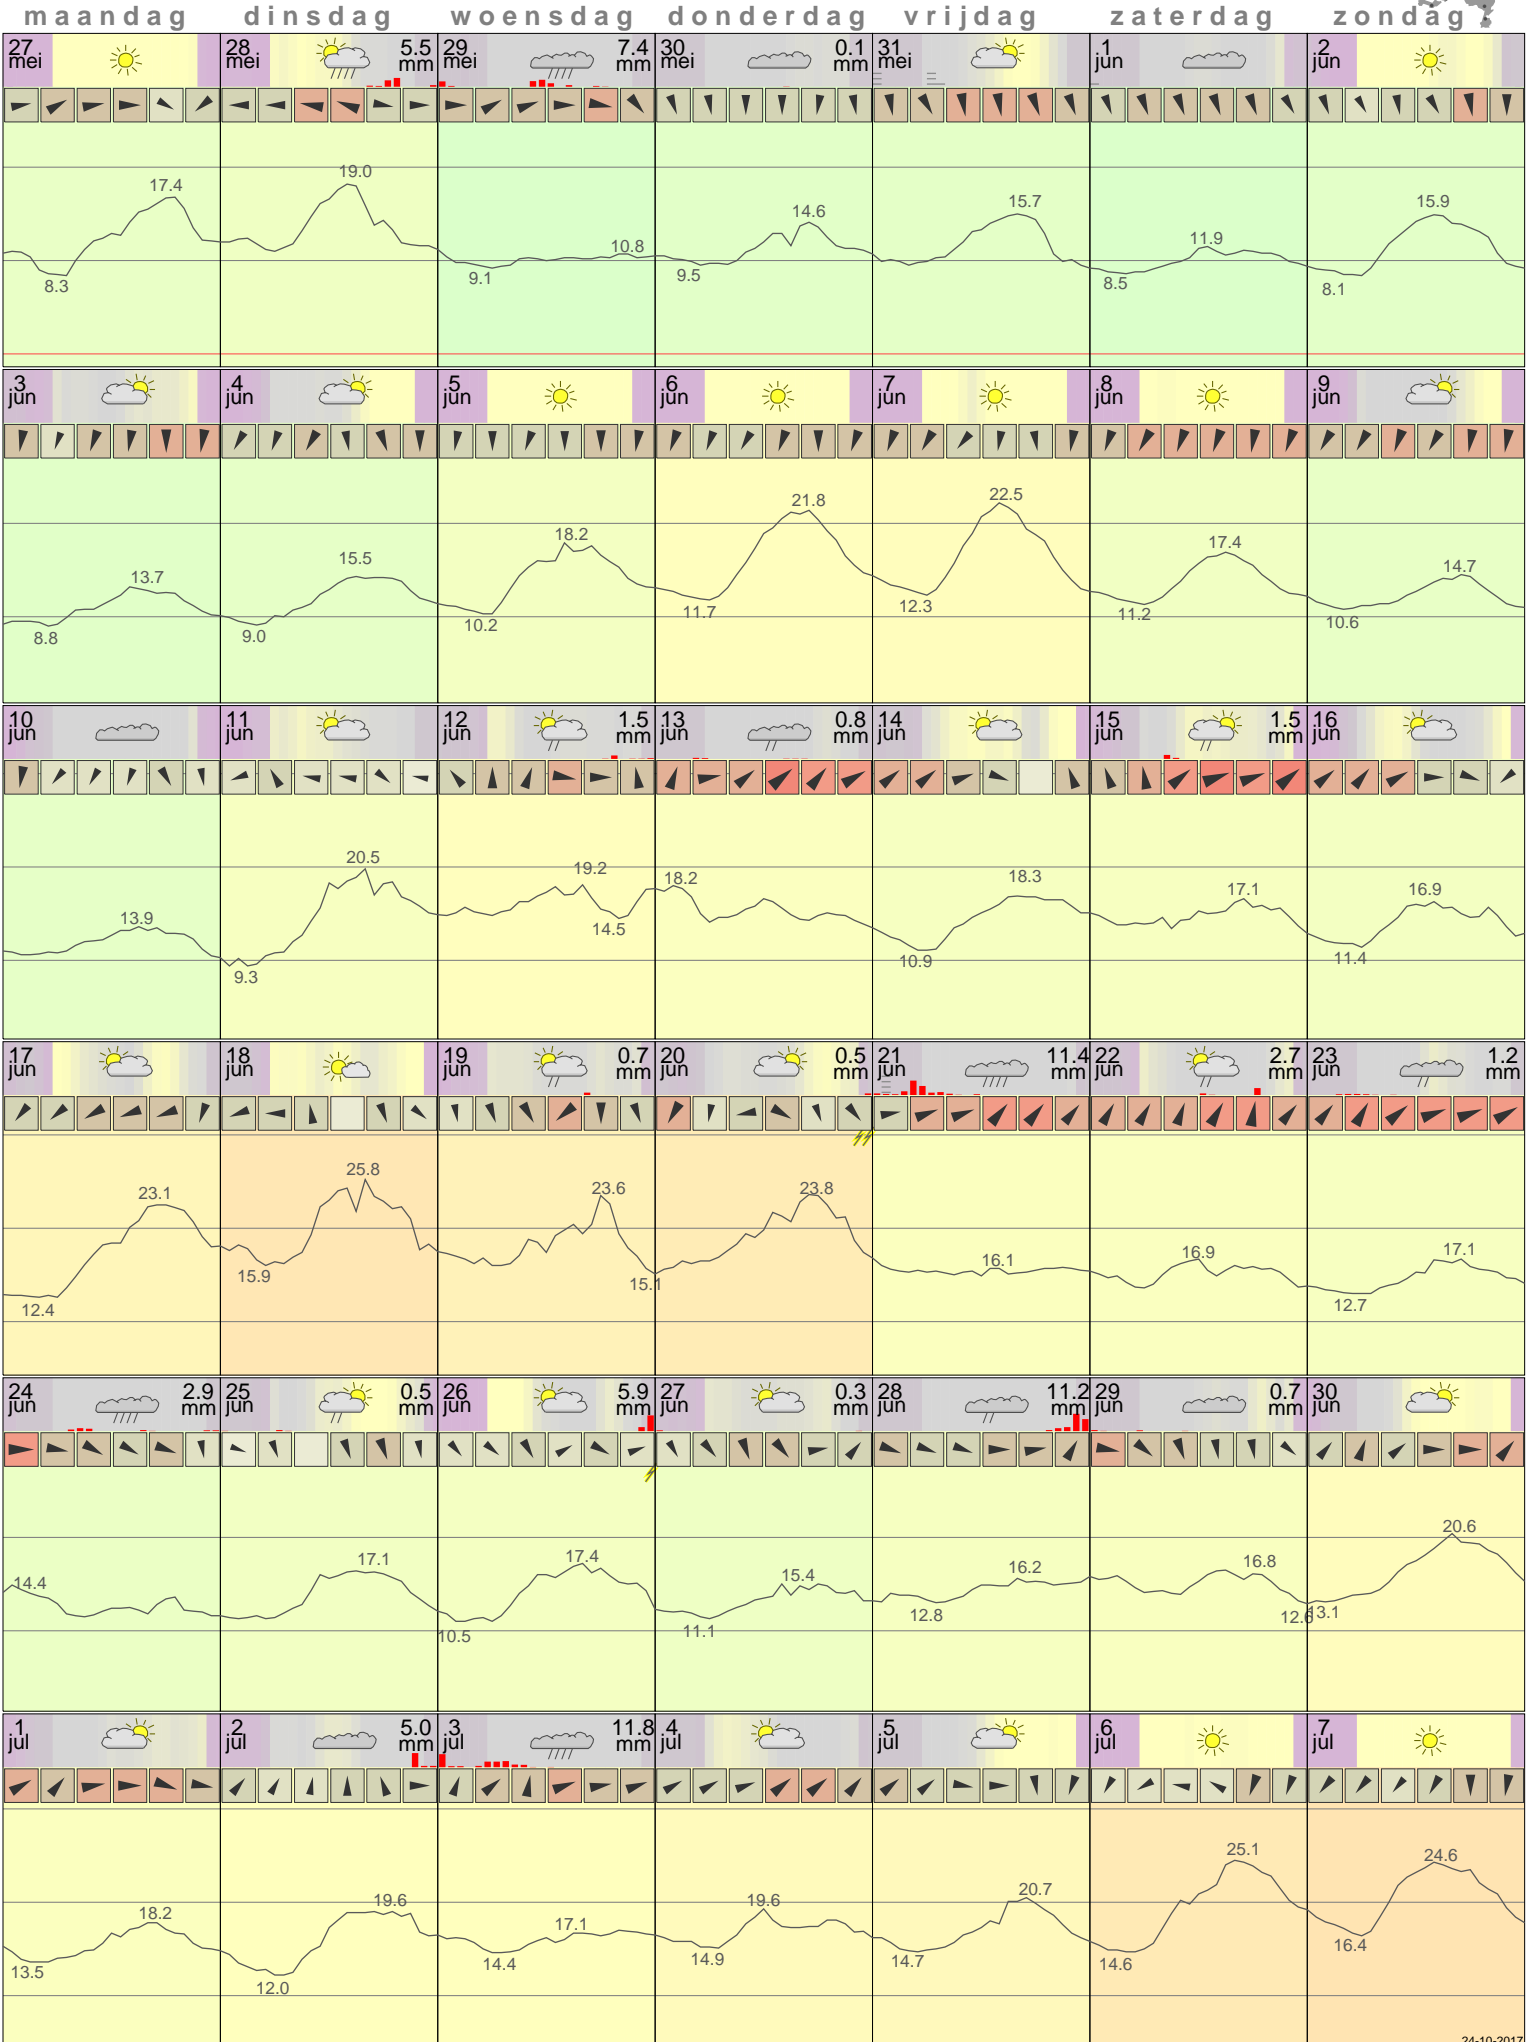 maandag dinsdag woensdag donderdag vrijdag zaterdag zondag
27 28 5.5 29 7.4 30 0.1 31 1 2
mei mei mm mei mm mei mm mei jun jun
17.4 19.0 10.8 14.6 15.7 11.9 15.9
8.3 9.1 9.5 8.5 8.1
3 4 5 6 7 8 9
jun jun jun jun jun jun jun
13.7 15.5 18.2 21.8 22.5 17.4 14.7
8.8 9.0 10.2 11.7 12.3 11.2 10.6
10 11 12 1.5 13 0.8 14 15 1.5 16
jun jun jun mm jun mm jun jun mm jun
13.9 20.5 19.2 18.2 18.3 17.1 16.9
9.3 14.5 10.9 11.4
17 18 19 0.7 20 0.5 21 11.4 22 2.7 23 1.2
jun jun jun mm jun mm jun mm jun mm jun mm
23.1 25.8 23.6 23.8 16.1 16.9 17.1
12.4 15.9 15.1 12.7
24 2.9 25 0.5 26 5.9 27 0.3 28 11.2 29 0.7 30
jun mm jun mm jun mm jun mm jun mm jun mm jun
14.4 17.1 17.4 15.4 16.2 16.8 20.6
10.5 11.1 12.8 12.6 13.1
1 2 5.0 3 11.8 4 5 6 7
jul jul mm jul mm jul jul jul jul
18.2 19.6 17.1 19.6 20.7 25.1 24.6
13.5 12.0 14.4 14.9 14.7 14.6 16.4
24-10-2017